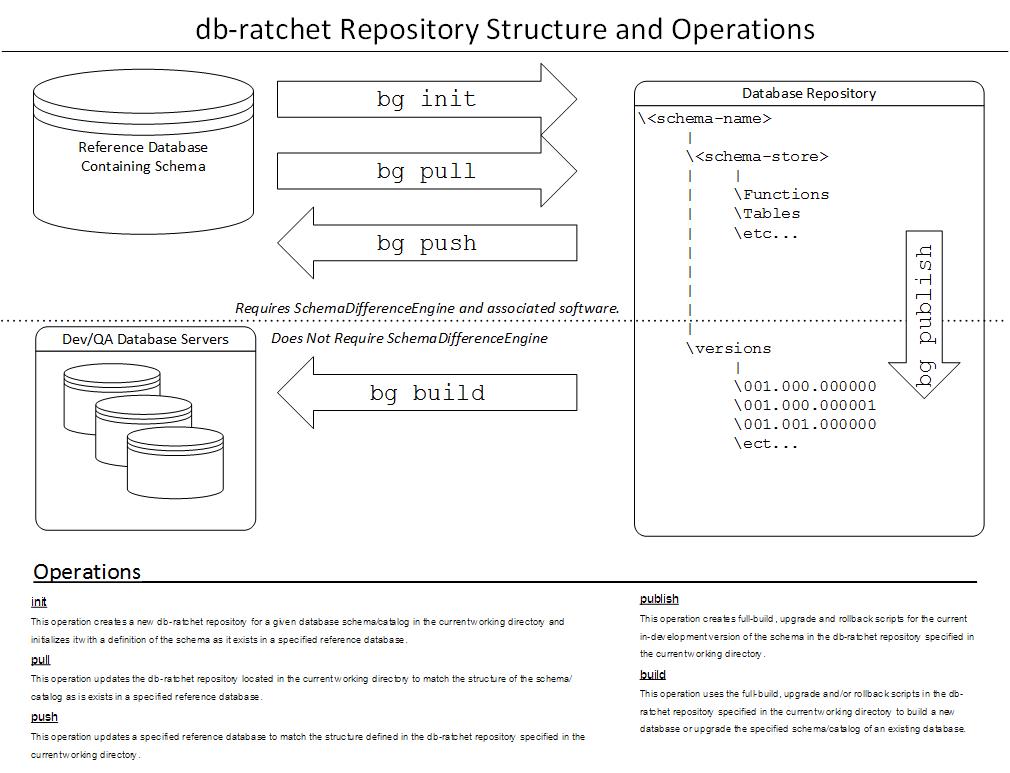 db-ratchet Repository Structure and Operations
Reference Database
Containing Schema
bg init
bg pull
bg push
Requires SchemaDifferenceEngine and associated software.
Database Repository
\<schema-name>
|
\<schema-store>
| |
| \Functions
| \Tables
| \etc...
|
|
|
|
|
\versions
|
\001.000.000000
\001.000.000001
\001.001.000000
\ect...
bg publish
Dev/QA Database Servers
Does Not Require SchemaDifferenceEngine
bg build
Operations
init
This operation creates a new db-ratchet repository for a given database schema/catalog in the current working directory and
initializes it with a definition of the schema as it exists in a specified reference database.
pull
This operation updates the db-ratchet repository located in the current working directory to match the structure of the schema/
catalog as is exists in a specified reference database.
push
This operation updates a specified reference database to match the structure defined in the db-ratchet repository specified in the
current working directory.
publish
This operation creates full-build, upgrade and rollback scripts for the current
in-development version of the schema in the db-ratchet repository specified in
the current working directory.
build
This operation uses the full-build, upgrade and/or rollback scripts in the db-
ratchet repository specified in the current working directory to build a new
database or upgrade the specified schema/catalog of an existing database.